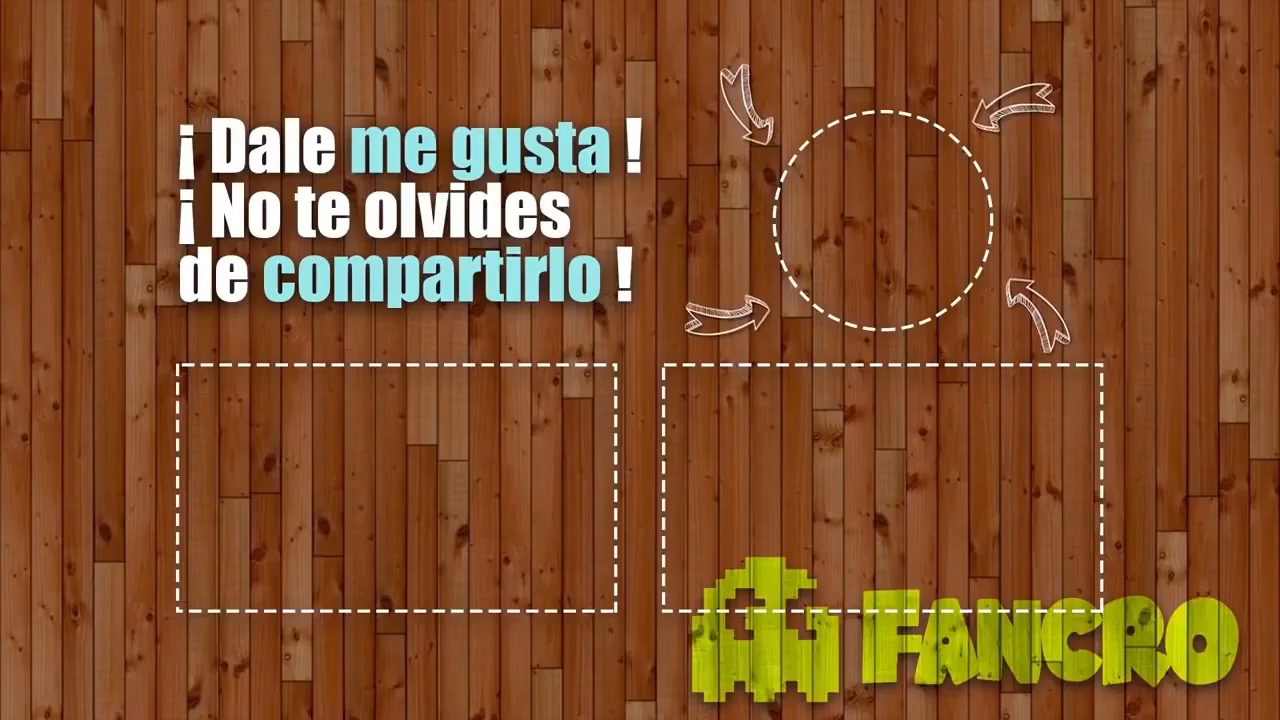 ¡ Dale me gusta !
¡ No te olvides
de compartirlo !
FANCRO